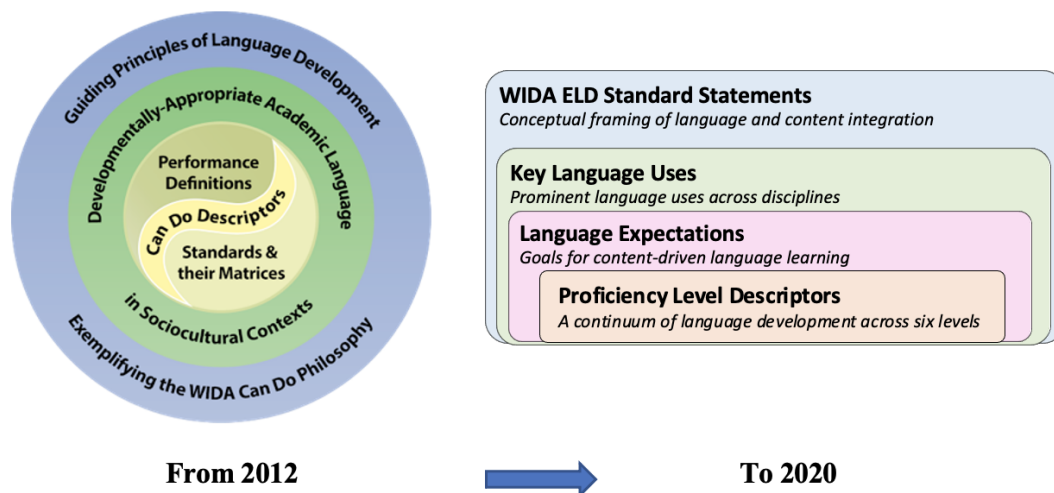 Guiding Principles of Language Development
Developmentally-Appropriate Academic Language
Performance
Definitions
Can Do Descriptors
Standards &
their Matrices
in Sociocultural Contexts
Exemplifying the WIDA Can Do Philosophy
WIDA ELD Standard Statements
Conceptual framing of language and content integration
Key Language Uses
Prominent language uses across disciplines
Language Expectations
Goals for content-driven language learning
Proficiency Level Descriptors
A continuum of language development across six levels
From 2012
To 2020